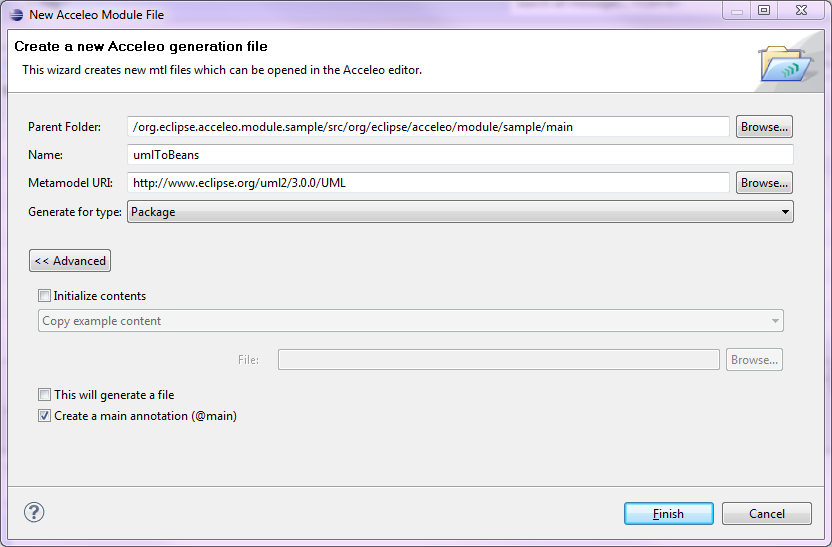 New Acceleo Module File
Create a new Acceleo generation file
This wizard creates new mtl files which can be opened in the Acceleo editor.
Parent Folder: /org.eclipse.acceleo.module.sample/src/org/eclipse/acceleo/module/sample/main Browse...
Name: umlToBeans
Metamodel URI: http://www.eclipse.org/uml2/3.0.0/UML Browse...
Generate for type: Package
<< Advanced
Initialize contents
Copy example content
File: Browse...
This will generate a file
Create a main annotation (@main)
? Finish Cancel